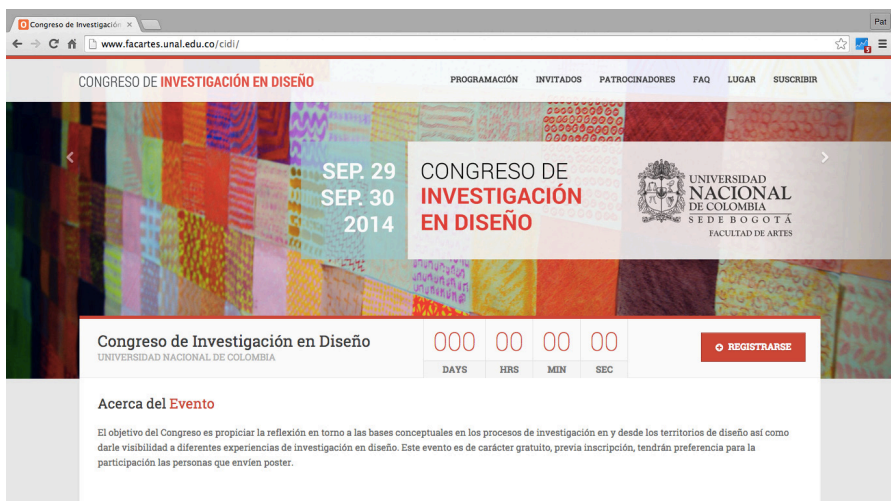 Congreso de Investigación
Pat
www.facartes.unal.edu.co/cidi/
3
CONGRESO DE INVESTIGACIÓN EN DISEÑO
PROGRAMACIÓN INVITADOS PATROCINADORES FAQ LUGAR SUSCRIBIR
SEP. 29
SEP. 30
2014
CONGRESO DE
INVESTIGACIÓN
EN DISEÑO
UNIVERSIDAD
NACIONAL
DE COLOMBIA
SEDE BOGOTÁ
FACULTAD DE ARTES
Congreso de Investigación en Diseño
UNIVERSIDAD NACIONAL DE COLOMBIA
000 00 00 00
DAYS HRS MIN SEC
REGISTRARSE
Acerca del Evento
El objetivo del Congreso es propiciar la reflexión en torno a las bases conceptuales en los procesos de investigación en y desde los territorios de diseño así como
darle visibilidad a diferentes experiencias de investigación en diseño. Este evento es de carácter gratuito, previa inscripción, tendrán preferencia para la
participación las personas que envíen poster.